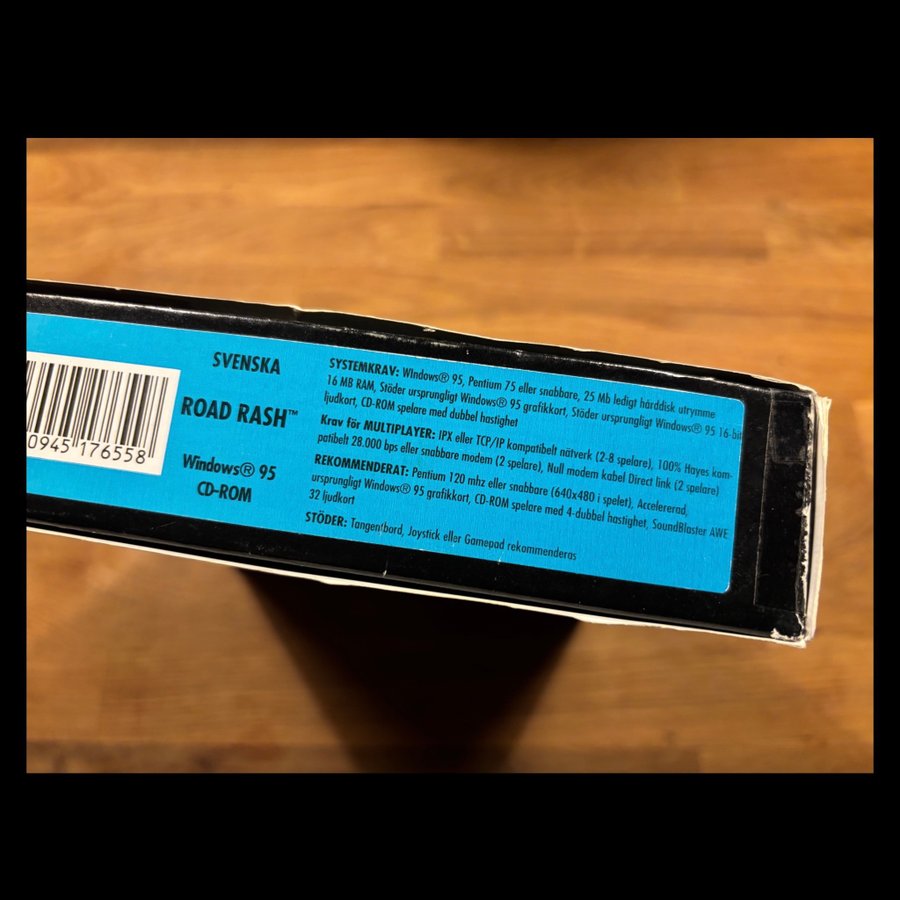 0945 176558
SVENSKA
ROAD RASH™
Windows® 95
CD-ROM
SYSTEMKRAV: Windows® 95, Pentium 75 eller snabbare, 25 Mb ledigt hårddisk utrymme
16 MB RAM, Stöder ursprungligt Windows® 95 grafikkort, Stöder ursprungligt Windows® 95 16-bit
ljudkort, CD-ROM spelare med dubbel hastighet
Krav för MULTIPLAYER: IPX eller TCP/IP kompatibelt nätverk (2-8 spelare), 100% Hayes kom-
patibelt 28.000 bps eller snabbare modem (2 spelare), Null modem kabel Direct link (2 spelare)
REKOMMENDERAT: Pentium 120 mhz eller snabbare (640x480 i spelet), Accelererad,
ursprungligt Windows® 95 grafikkort, CD-ROM spelare med 4-dubbel hastighet, SoundBlaster AWE
32 ljudkort
STÖDER: Tangentbord, Joystick eller Gamepad rekommenderas